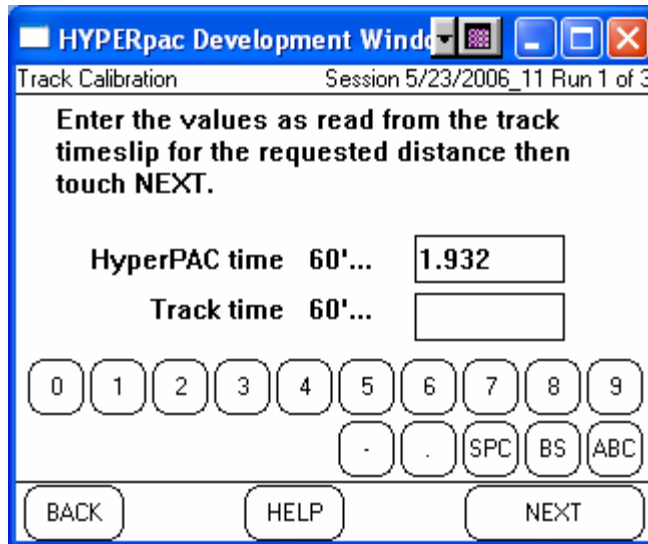 HYPERpac Development Windo
Track Calibration Session 5/23/2006_11 Run 1 of 3
Enter the values as read from the track
timeslip for the requested distance then
touch NEXT.
HyperPAC time 60'... 1.932
Track time 60'...
0 1 2 3 4 5 6 7 8 9
- . SPC BS ABC
BACK HELP NEXT